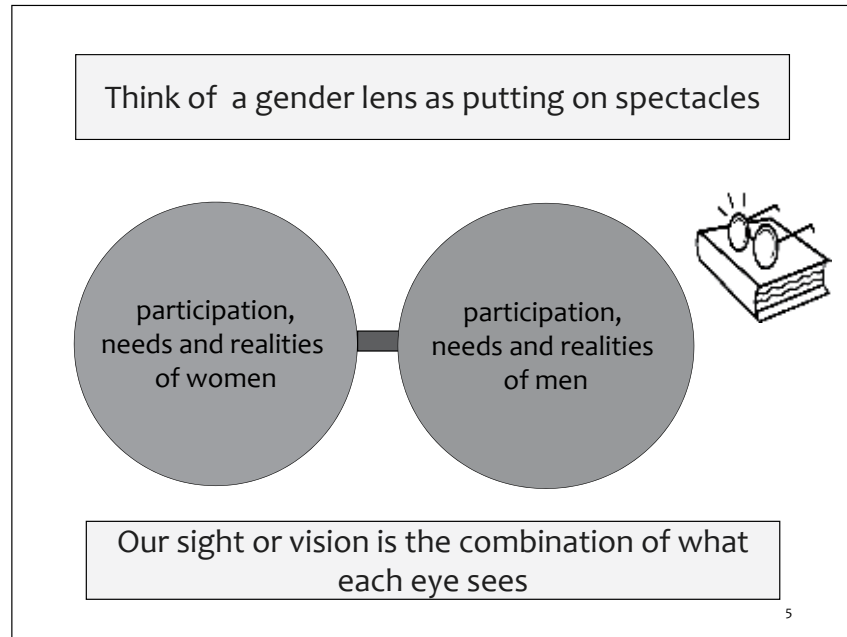 Think of a gender lens as putting on spectacles
participation,
needs and realities
of women
participation,
needs and realities
of men
Our sight or vision is the combination of what
each eye sees
5